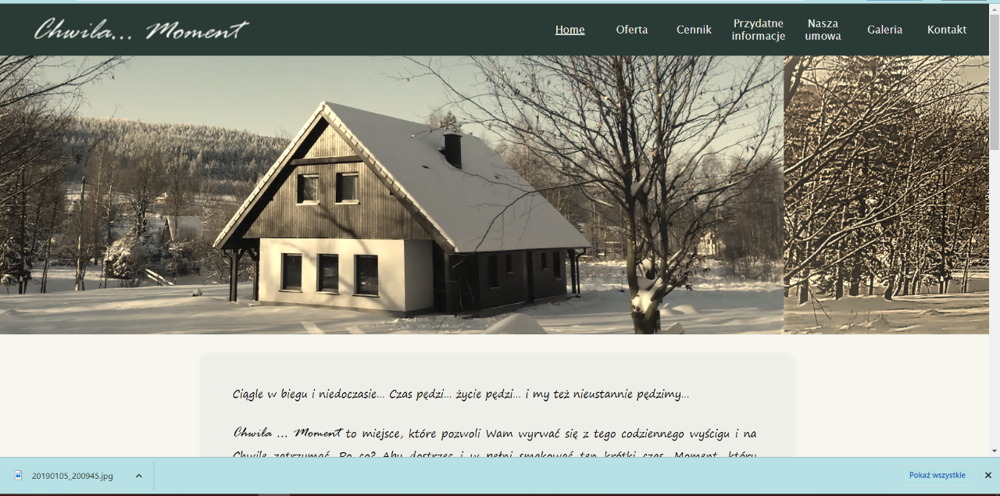 Chwila... Moment
Home
Oferta
Cennik
Przydatne
informacje
Nasza
umowa
Galeria
Kontakt
Ciągle w biegu i niedoczasie... Czas pędzi... życie pędzi... i my też nieustannie pędzimy...
Chwila ... Moment to miejsce, które pozwoli Wam wyrwać się z tego codziennego wyścigu i na
Chwilę zatrzymać. Po co? Aby dostrzec i w pełni smakować ten krótki czas, Moment, który
20190105_200945.jpg
Pokaż wszystkie